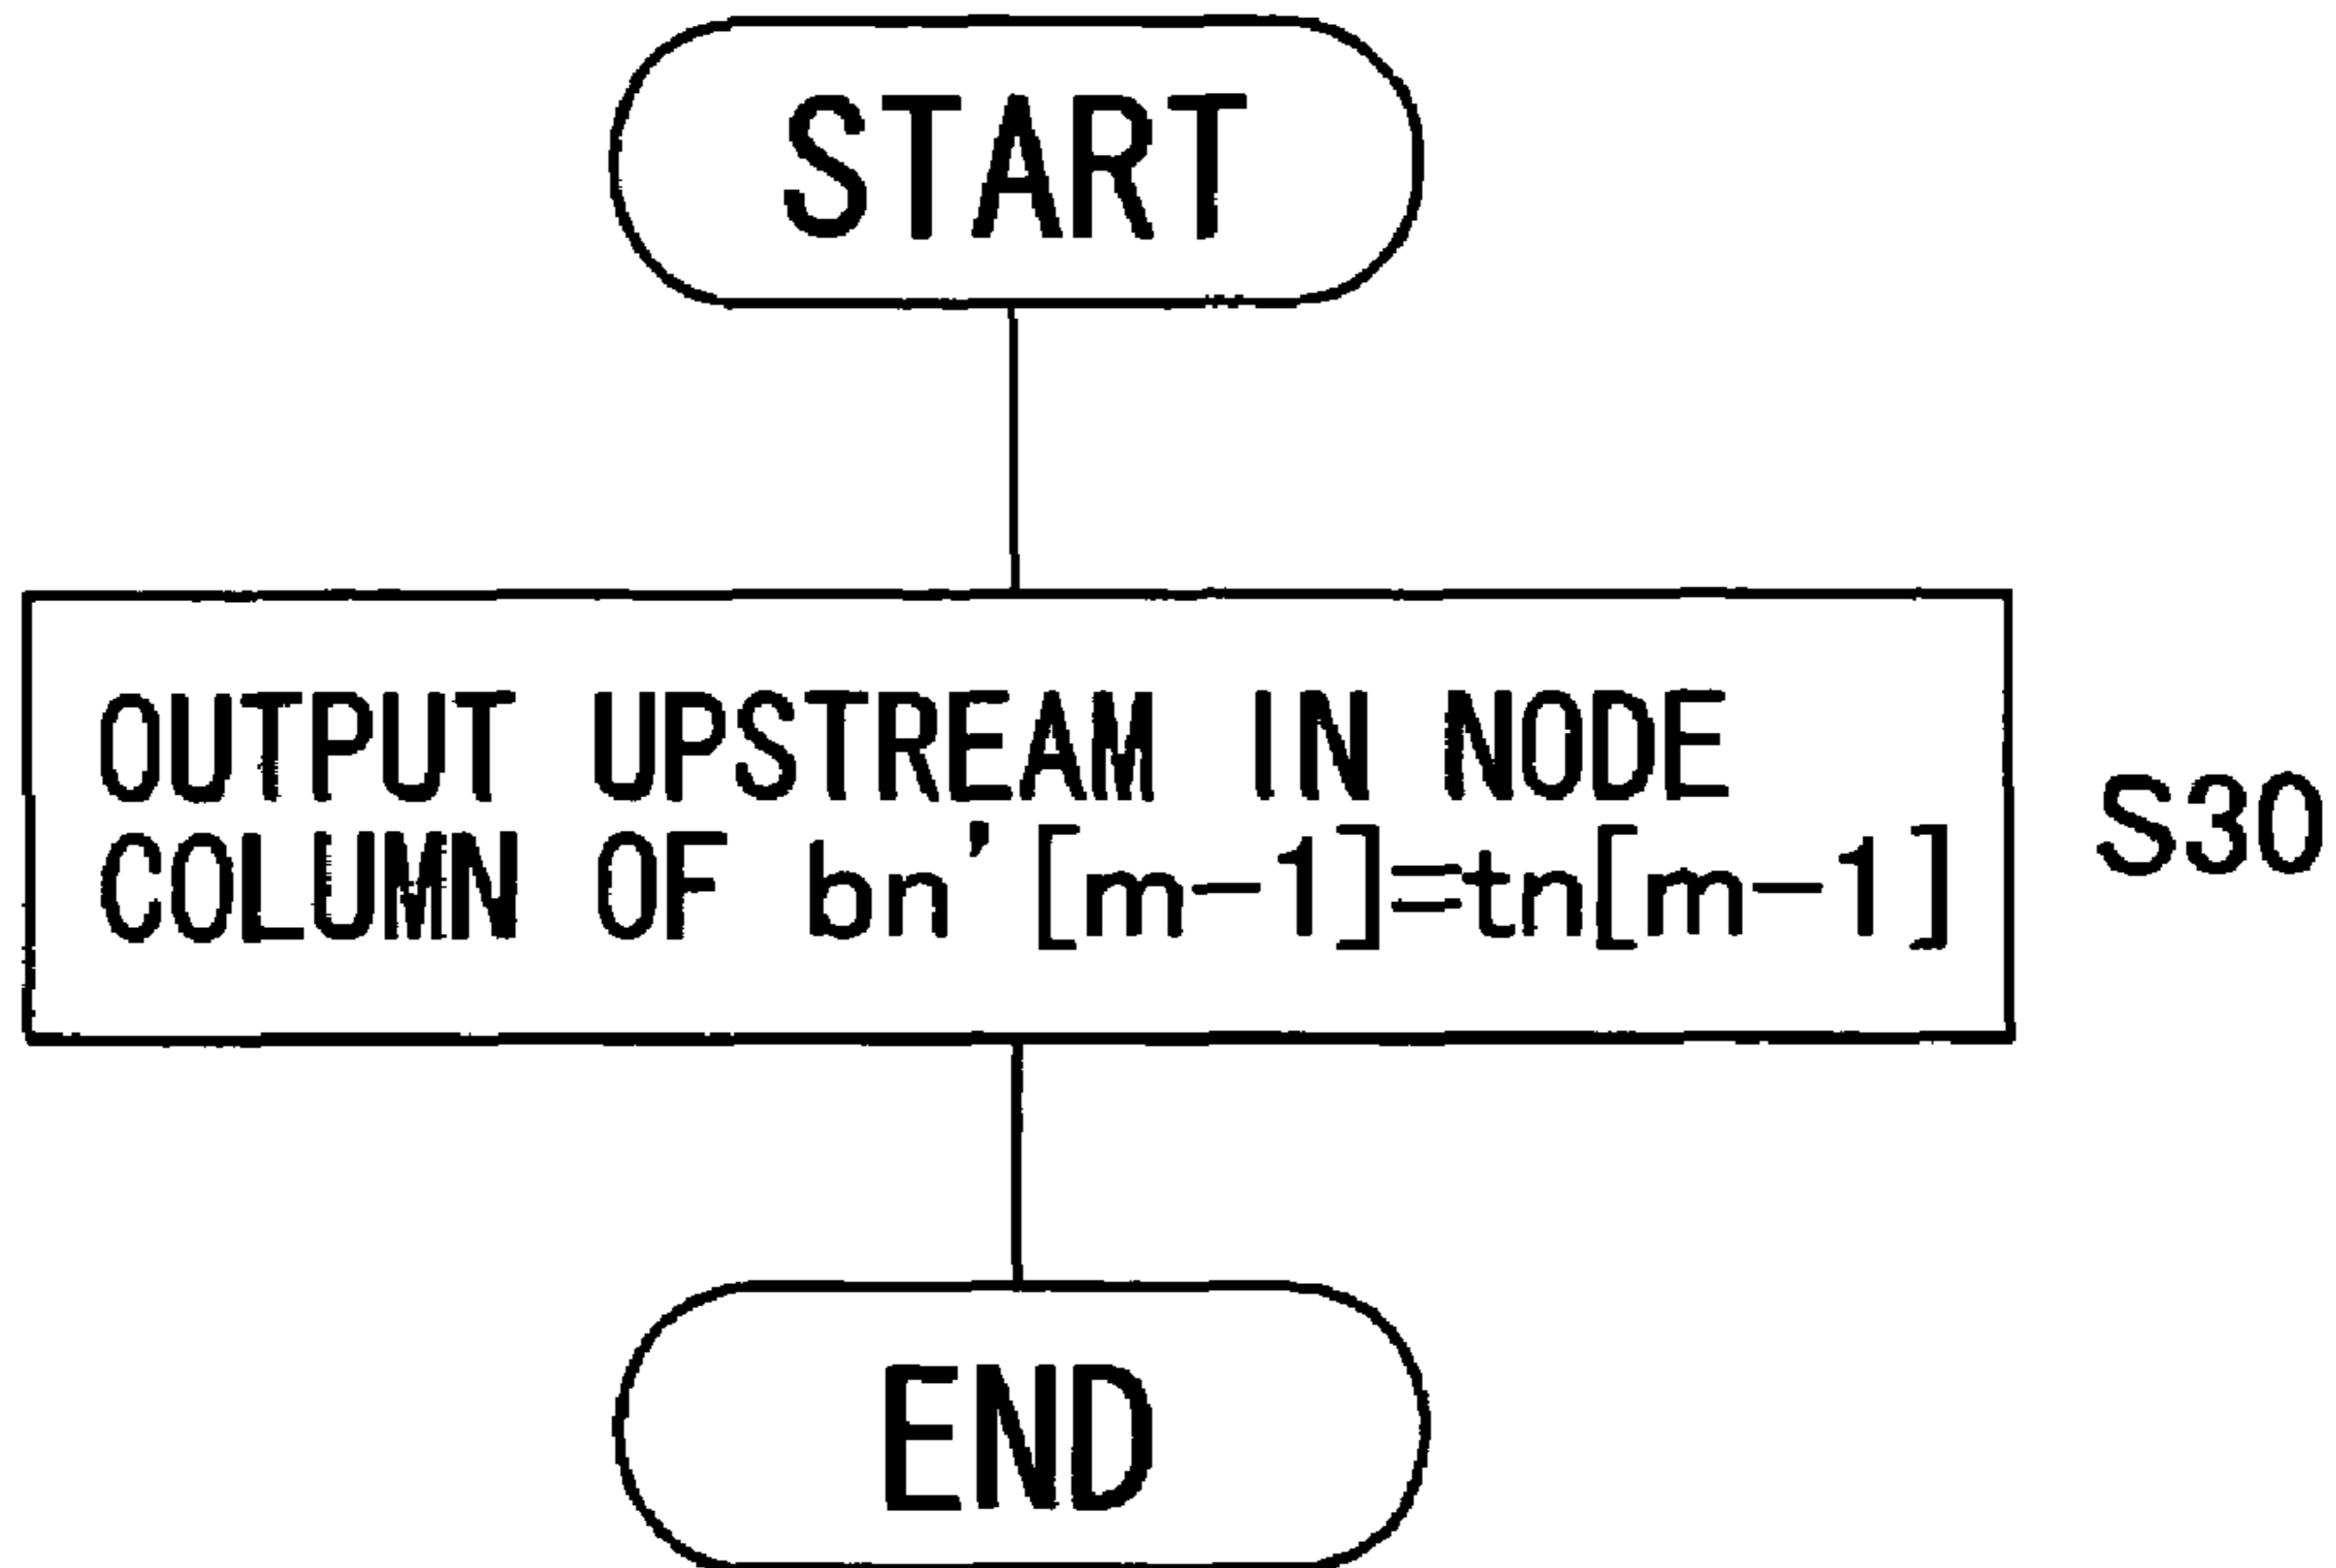 START
OUTPUT UPSTREAM IN NODE
COLUMN OF bn'[m-1]=tn[m-1]
S30
END